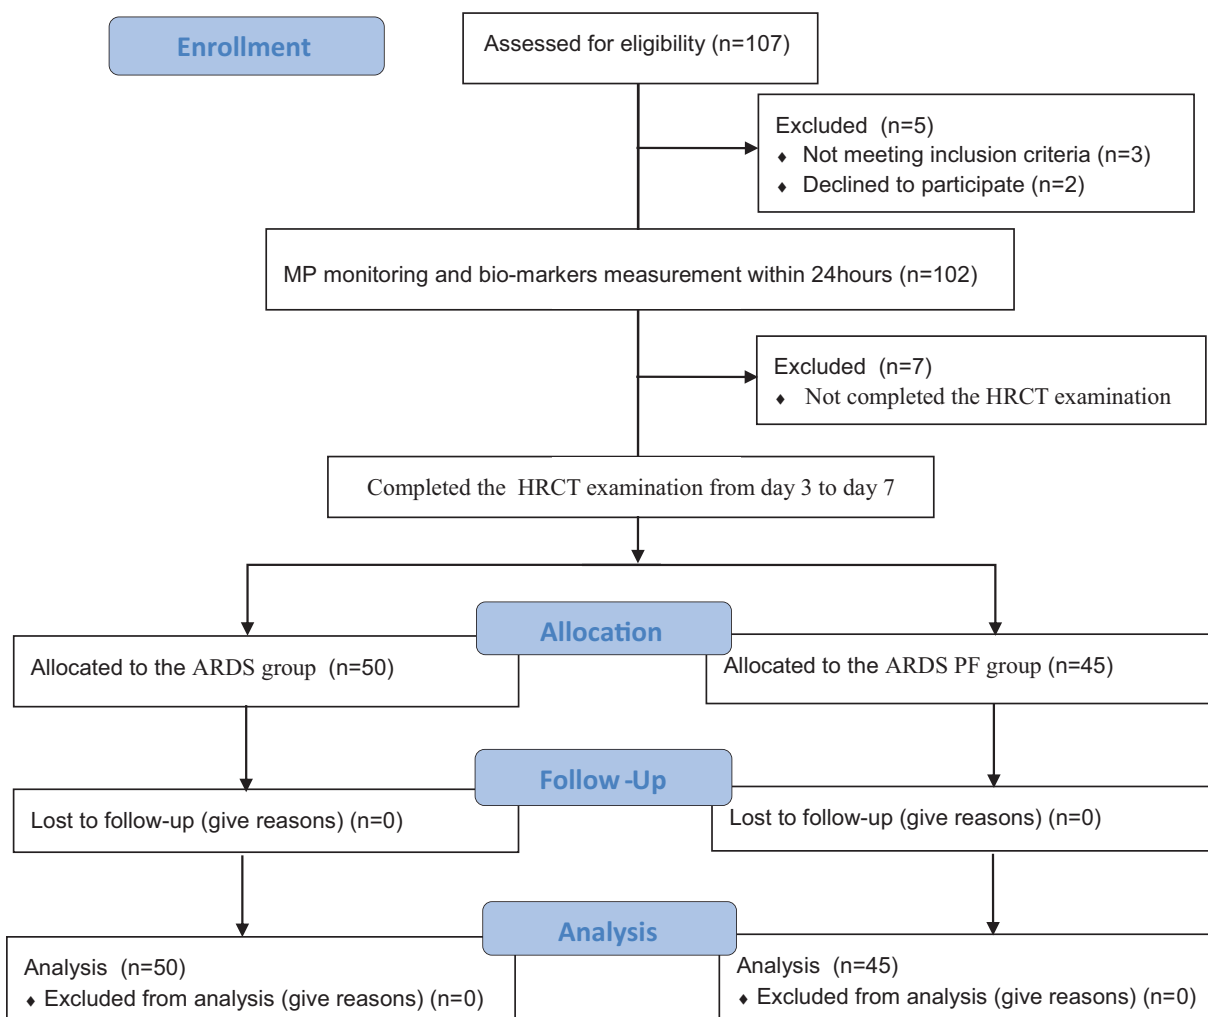 Enrollment
Assessed for eligibility (n=107)
Excluded (n=5)
♦ Not meeting inclusion criteria (n=3)
♦ Declined to participate (n=2)
MP monitoring and bio-markers measurement within 24hours (n=102)
Excluded (n=7)
♦ Not completed the HRCT examination
Completed the HRCT examination from day 3 to day 7
Allocation
Allocated to the ARDS group (n=50)
Allocated to the ARDS PF group (n=45)
Follow-Up
Lost to follow-up (give reasons) (n=0)
Lost to follow-up (give reasons) (n=0)
Analysis
Analysis (n=50)
♦ Excluded from analysis (give reasons) (n=0)
Analysis (n=45)
♦ Excluded from analysis (give reasons) (n=0)